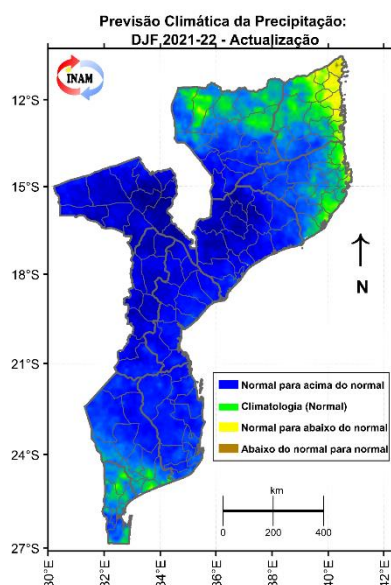 Previsão Climática da Precipitação:
DJF 2021-22 - Actualização
INAM
12°S
15°S
18°S
21°S
24°S
27°S
N
Normal para acima do normal
Climatologia (Normal)
Normal para abaixo do normal
Abaixo do normal para normal
km
0 200 400
30°E 32°E 34°E 36°E 38°E 40°E 42°E